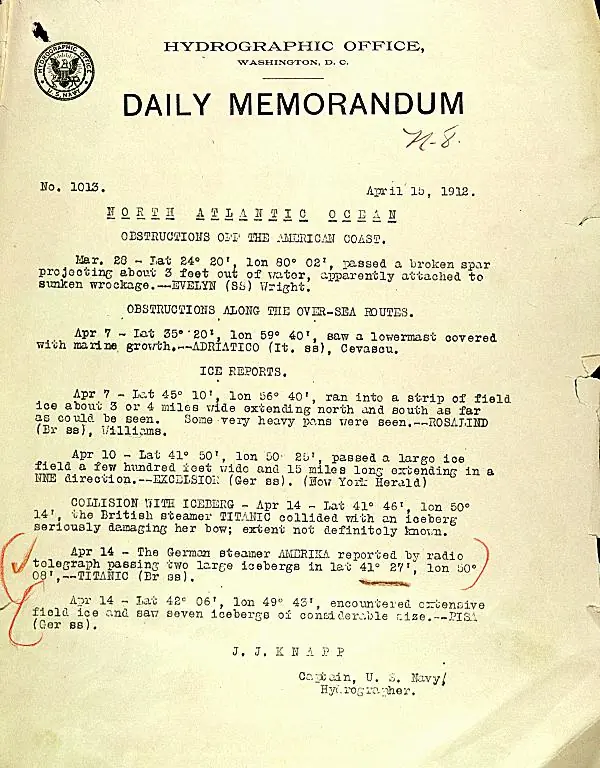 HYDROGRAPHIC OFFICE
U.S. NAVY
HYDROGRAPHIC OFFICE,
WASHINGTON, D. C.
DAILY MEMORANDUM
N-8.
No. 1013.
April 15, 1912.
NORTH ATLANTIC OCEAN
OBSTRUCTIONS OFF THE AMERICAN COAST.
Mar. 28 - Lat 24° 20', lon 80° 02', passed a broken spar
projecting about 3 feet out of water, apparently attached to
sunken wreckage.--EVELYN (SS) Wright.
OBSTRUCTIONS ALONG THE OVER-SEA ROUTES.
Apr 7 - Lat 35° 20', lon 59° 40', saw a lowermast covered
with marine growth.--ADRIATICO (It. ss), Cevascu.
ICE REPORTS.
Apr 7 - Lat 45° 10', lon 56° 40', ran into a strip of field
ice about 3 or 4 miles wide extending north and south as far
as could be seen. Some very heavy pans were seen.--ROSALIND
(Br ss), Williams.
Apr 10 - Lat 41° 50', lon 50° 25', passed a large ice
field a few hundred feet wide and 15 miles long extending in a
NNE direction.--EXCELSIOR (Ger ss). (New York Herald)
COLLISION WITH ICEBERG - Apr 14 - Lat 41° 46', lon 50°
14', the British steamer TITANIC collided with an iceberg
seriously damaging her bow; extent not definitely known.
Apr 14 - The German steamer AMERIKA reported by radio
telegraph passing two large icebergs in lat 41° 27', lon 50°
08',--TITANIC (Br ss).
Apr 14 - Lat 42° 06', lon 49° 43', encountered extensive
field ice and saw seven icebergs of considerable size.--PISA
(Ger ss).
J. J. KNAPP
Captain, U. S. Navy,
Hydrographer.